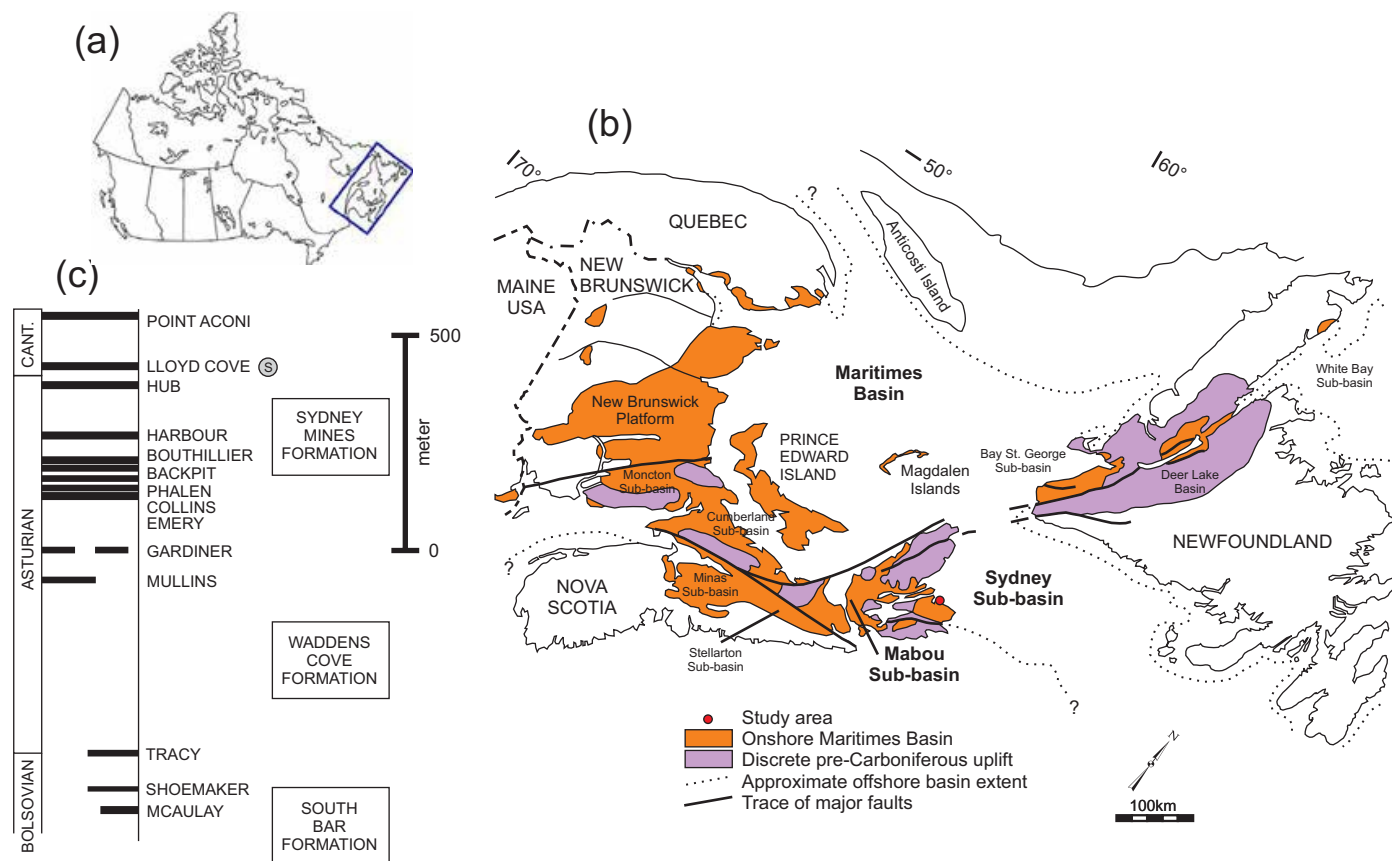 (a)
(b)
70°
50°
60°
?
QUEBEC
Anticosti Island
NEW
BRUNSWICK
MAINE
USA
White Bay
Sub-basin
Maritimes
Basin
New Brunswick
Platform
PRINCE
EDWARD
ISLAND
Bay St. George
Sub-basin
Magdalen
Islands
Moncton
Sub-basin
Deer Lake
Basin
Cumberland
Sub-basin
NEWFOUNDLAND
?
NOVA
SCOTIA
Minas
Sub-basin
Sydney
Sub-basin
Stellarton
Sub-basin
Mabou
Sub-basin
?
Study area
Onshore Maritimes Basin
Discrete pre-Carboniferous uplift
Approximate offshore basin extent
Trace of major faults
N
100km
(c)
CANT.
ASTURIAN
BOLSOVIAN
POINT ACONI
LLOYD COVE
S
HUB
HARBOUR
BOUTHILLIER
BACKPIT
PHALEN
COLLINS
EMERY
GARDINER
MULLINS
TRACY
SHOEMAKER
MCAULAY
SYDNEY
MINES
FORMATION
WADDENS
COVE
FORMATION
SOUTH
BAR
FORMATION
500
meter
0